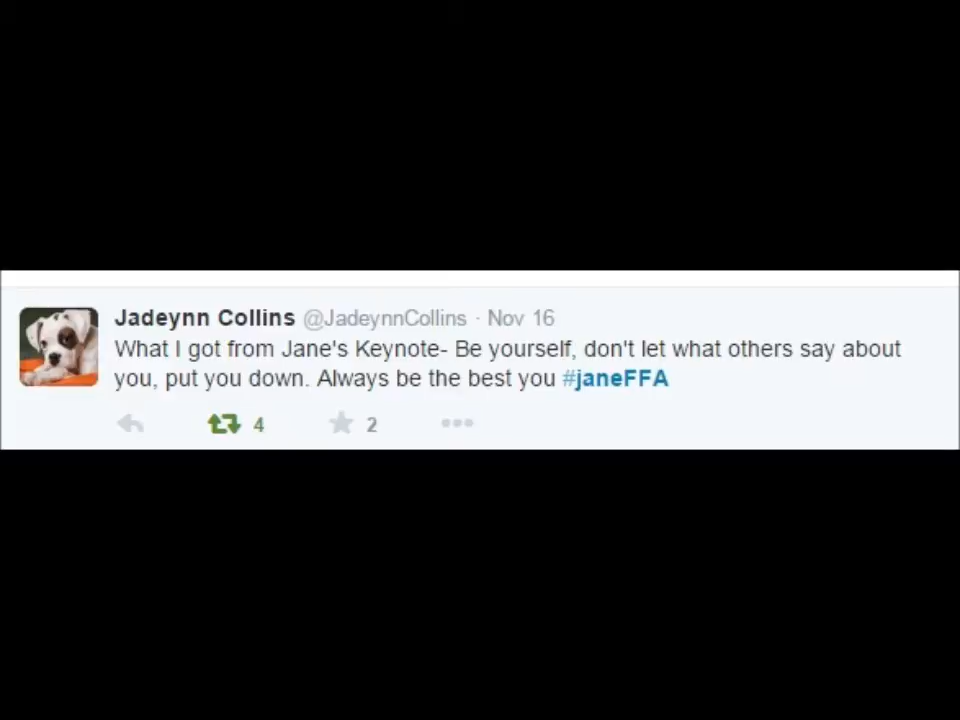 Jadeynn Collins @JadeynnCollins · Nov 16
What I got from Jane's Keynote- Be yourself, don't let what others say about
you, put you down. Always be the best you #janeFFA
4 2